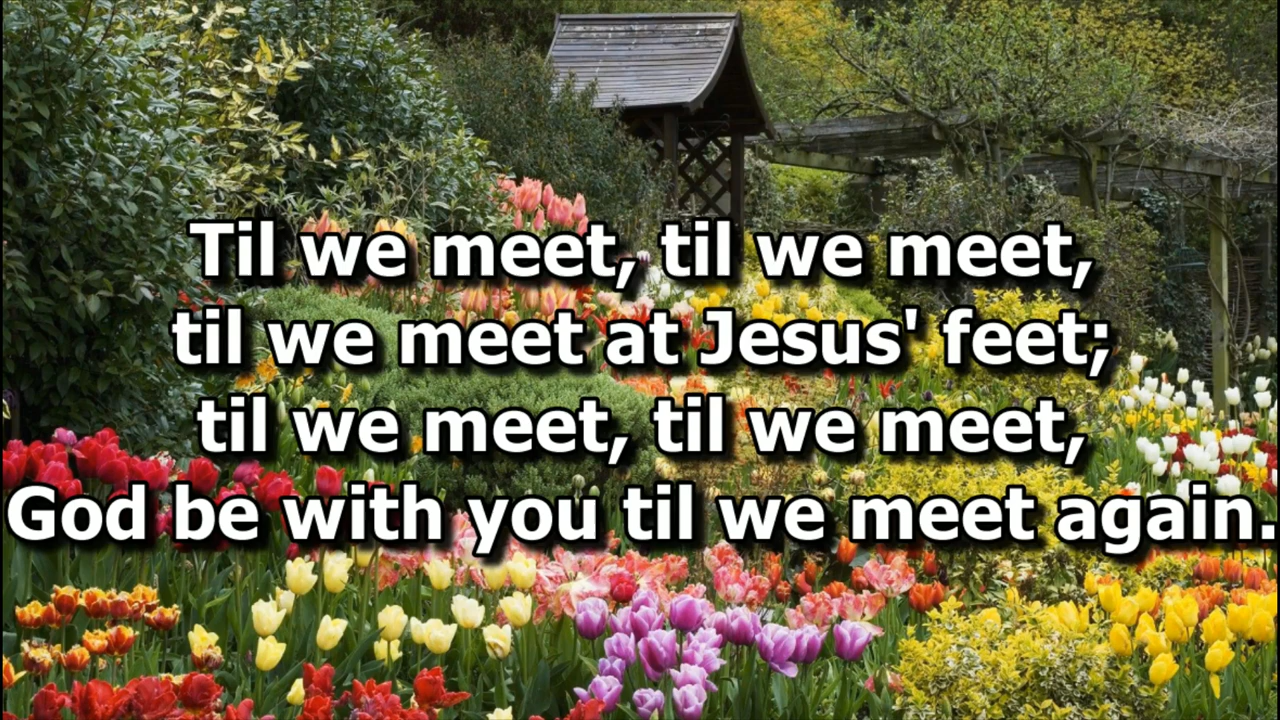 Til we meet, til we meet,
til we meet at Jesus' feet;
til we meet, til we meet,
God be with you til we meet again.